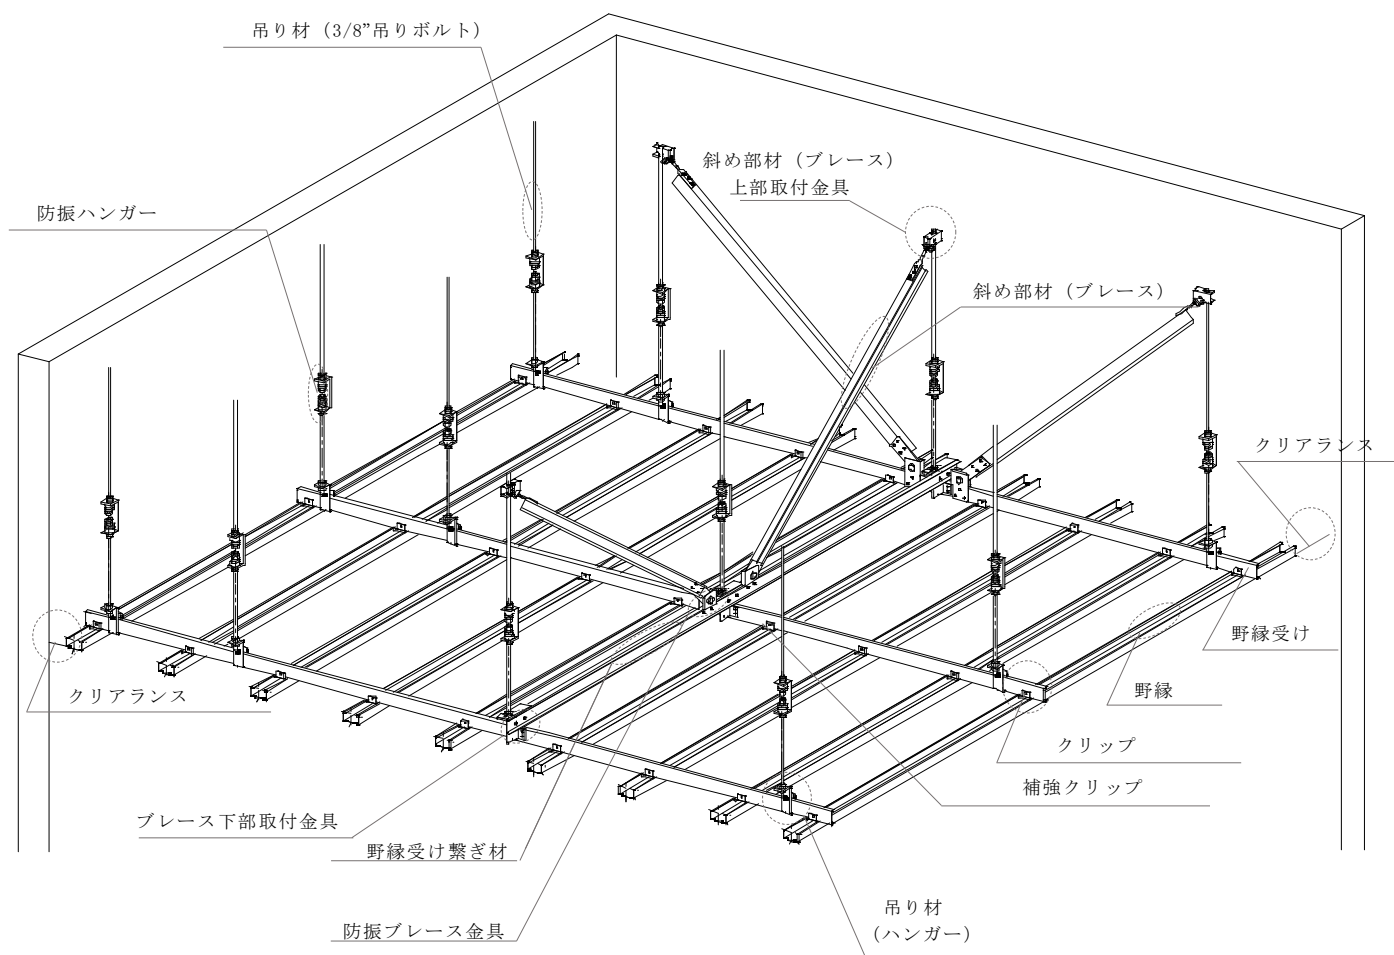 吊り材（3/8”吊りボルト）
斜め部材（ブレース）
上部取付金具
防振ハンガー
斜め部材（ブレース）
クリアランス
野縁受け
野縁
クリアランス
クリップ
補強クリップ
ブレース下部取付金具
野縁受け繋ぎ材
吊り材
（ハンガー）
防振ブレース金具